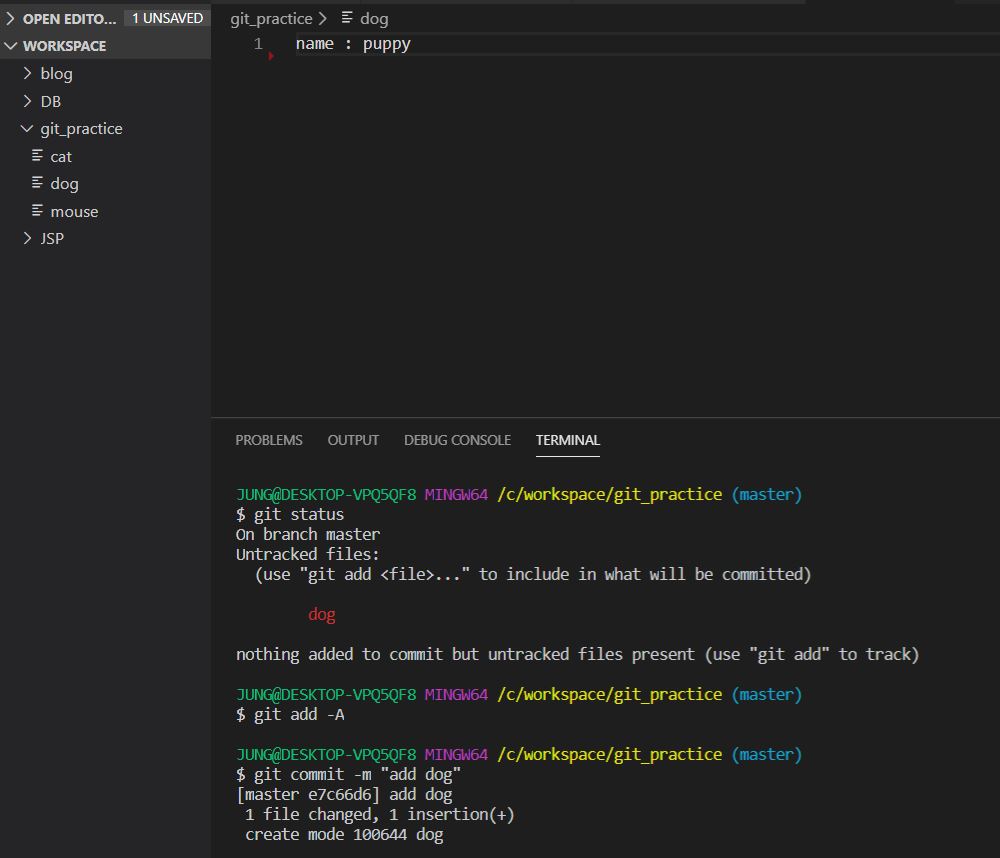 OPEN EDITO... 1 UNSAVED
WORKSPACE
blog
DB
git_practice
cat
dog
mouse
JSP
git_practice > dog
1 name : puppy
PROBLEMS OUTPUT DEBUG CONSOLE TERMINAL
JUNG@DESKTOP-VPQ5QF8 MINGW64 /c/workspace/git_practice (master)
$ git status
On branch master
Untracked files:
(use "git add <file>..." to include in what will be committed)
dog
nothing added to commit but untracked files present (use "git add" to track)
JUNG@DESKTOP-VPQ5QF8 MINGW64 /c/workspace/git_practice (master)
$ git add -A
JUNG@DESKTOP-VPQ5QF8 MINGW64 /c/workspace/git_practice (master)
$ git commit -m "add dog"
[master e7c66d6] add dog
1 file changed, 1 insertion(+)
create mode 100644 dog